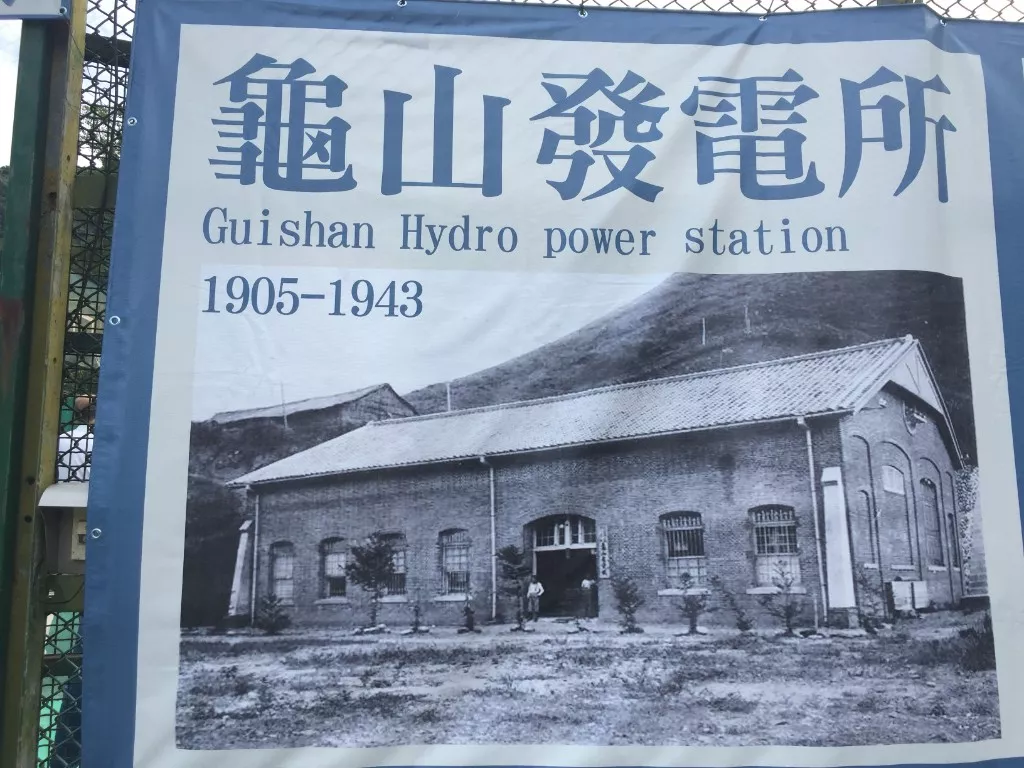 龜山發電所
Guishan Hydro power station
1905-1943